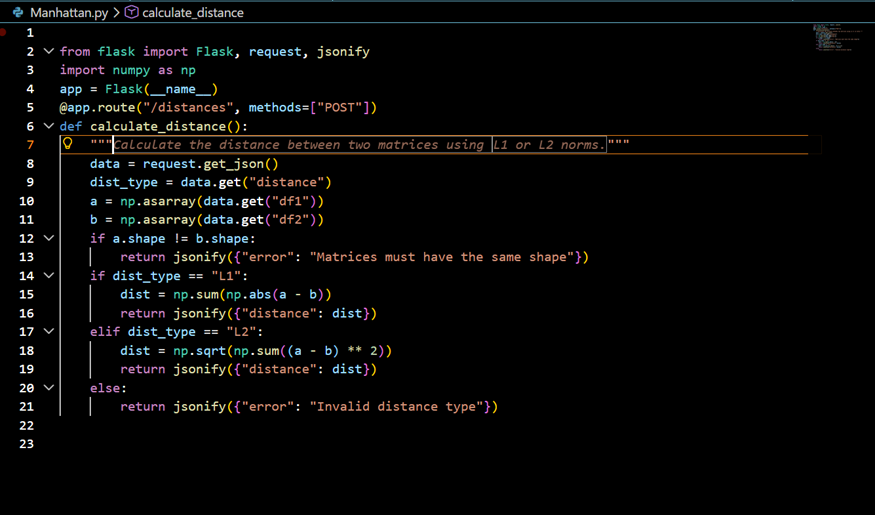 Manhattan.py > calculate_distance
1
2 from flask import Flask, request, jsonify
3 import numpy as np
4 app = Flask(__name__)
5 @app.route("/distances", methods=["POST"])
6 def calculate_distance():
7     """Calculate the distance between two matrices using L1 or L2 norms."""
8     data = request.get_json()
9     dist_type = data.get("distance")
10     a = np.asarray(data.get("df1"))
11     b = np.asarray(data.get("df2"))
12     if a.shape != b.shape:
13         return jsonify({"error": "Matrices must have the same shape"})
14     if dist_type == "L1":
15         dist = np.sum(np.abs(a - b))
16         return jsonify({"distance": dist})
17     elif dist_type == "L2":
18         dist = np.sqrt(np.sum((a - b) ** 2))
19         return jsonify({"distance": dist})
20     else:
21         return jsonify({"error": "Invalid distance type"})
22
23